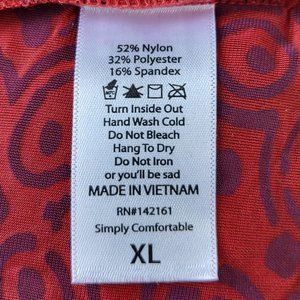 52% Nylon
32% Polyester
16% Spandex
Turn Inside Out
Hand Wash Cold
Do Not Bleach
Hang To Dry
Do Not Iron
or you'll be sad
MADE IN VIETNAM
RN#142161
Simply Comfortable
XL